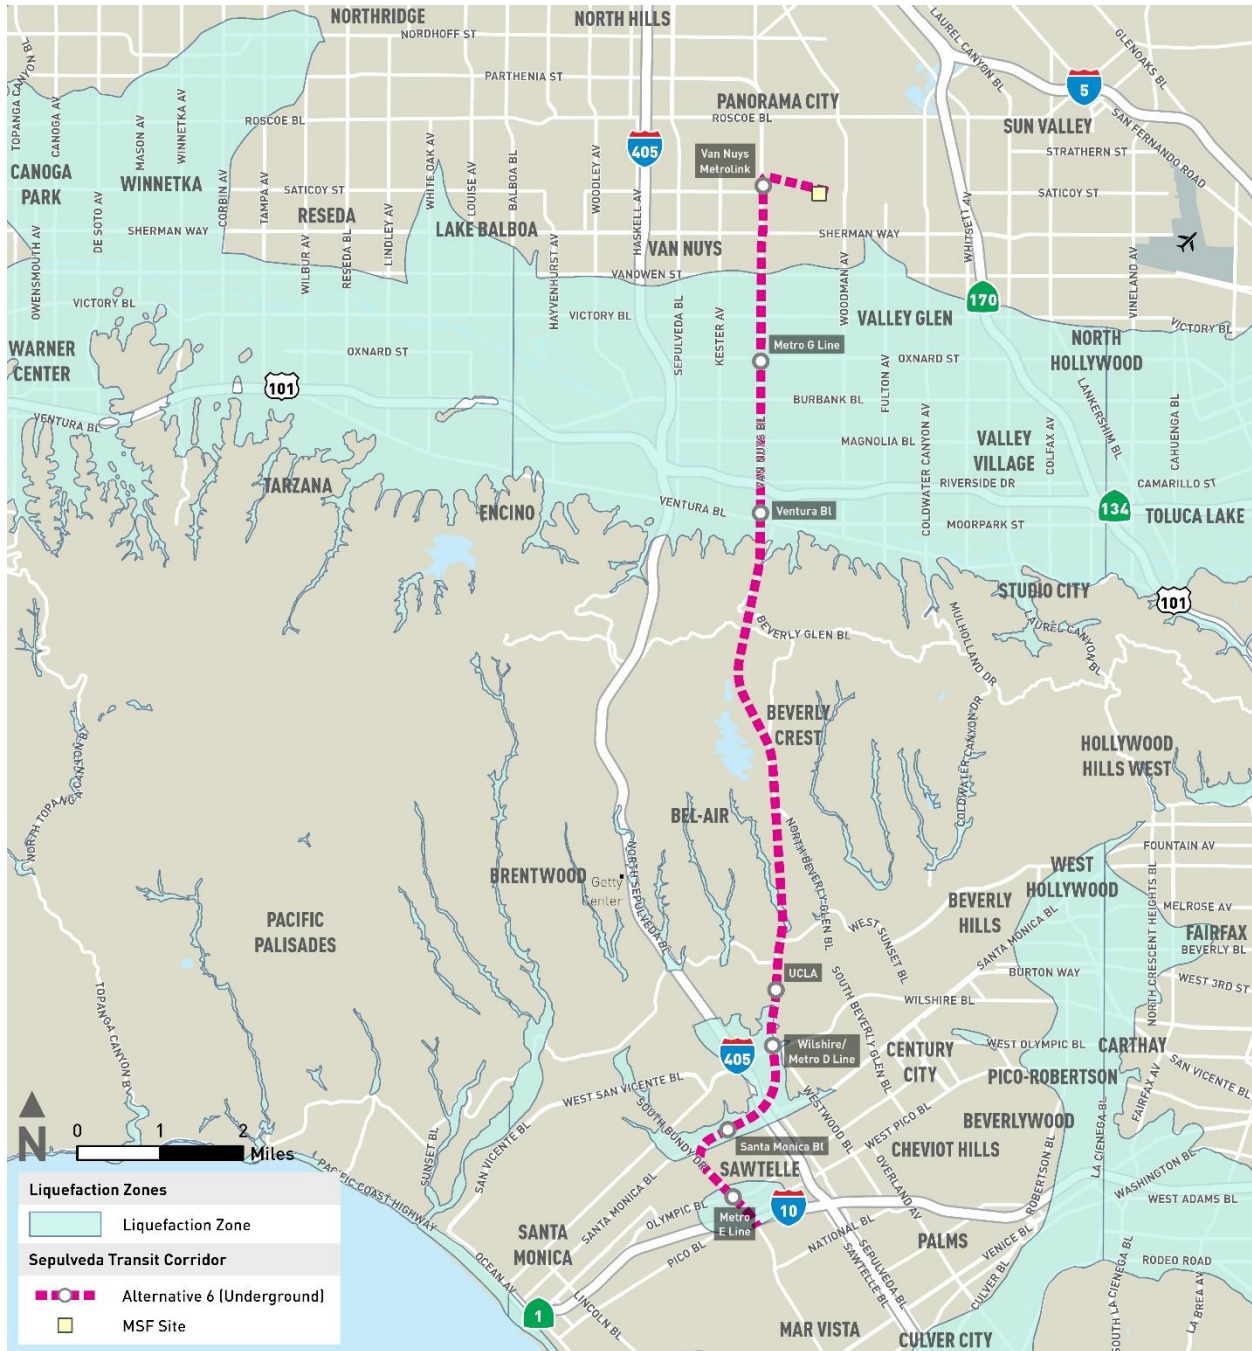 NORTHRIDGE
NORTH HILLS
NORDHOFF ST
LAUREL CANYON BL
GLENOAKS BL
TOPANGA CANYON BL
PARTHENIA ST
5
PANORAMA CITY
ROSCOE BL
ROSCOE BL
SAN FERNANDO ROAD
SUN VALLEY
CANOGA AV
MASON AV
WINNETKA AV
405
Van Nuys
Metrolink
STRATHERN ST
CANOGA
PARK
WINNETKA
CORBIN AV
TAMPA AV
SATICOY ST
WHITE OAK AV
LOUISE AV
BALBOA BL
WOODLEY AV
HASKELL AV
SATICOY ST
WHITSETT AV
DE SOTO AV
SHERMAN WAY
RESEDA
LINDLEY AV
LAKE BALBOA
VAN NUYS
SHERMAN WAY
OWENSMOUTH AV
WILBUR AV
RESEDA BL
HAYVENHURST AV
VANOWEN ST
WOODMAN AV
VINELAND AV
170
VICTORY BL
VICTORY BL
SEPULVEDA BL
KESTER AV
VALLEY GLEN
VICTORY BL
WARNER
CENTER
OXNARD ST
Metro G Line
OXNARD ST
NORTH
HOLLYWOOD
101
FULTON AV
BURBANK BL
LANKERSHIM BL
CAHUENGA BL
VENTURA BL
VAN NUYS BL
MAGNOLIA BL
COLDWATER CANYON AV
VALLEY
VILLAGE
COLFAX AV
TARZANA
RIVERSIDE DR
CAMARILLO ST
ENCINO
VENTURA BL
Ventura Bl
134
TOLUCA LAKE
MOORPARK ST
STUDIO CITY
101
BEVERLY GLEN BL
MULHOLLAND DR
LAUREL CANYON BL
BEVERLY
CREST
COLDWATER CANYON DR
HOLLYWOOD
HILLS WEST
NORTH TOPANGA CANYON BL
BEL-AIR
NORTH SEPULVEDA BL
NORTH BEVERLY GLEN BL
FOUNTAIN AV
BRENTWOOD
Getty
Center
WEST
HOLLYWOOD
BEVERLY
HILLS
SANTA MONICA BL
NORTH CRESCENT HEIGHTS BL
MELROSE AV
PACIFIC
PALISADES
WEST SUNSET BL
FAIRFAX
BEVERLY BL
TOPANGA CANYON BL
UCLA
SOUTH BEVERLY GLEN BL
BURTON WAY
WEST 3RD ST
WILSHIRE BL
405
Wilshire/
Metro D Line
CENTURY
CITY
WEST OLYMPIC BL
CARTHAY
SAN VICENTE BL
PICO-ROBERTSON
FAIRFAX AV
WEST SAN VICENTE BL
WESTWOOD BL
WEST PICO BL
BEVERLYWOOD
N
0 1 2
Miles
SUNSET BL
SAN VICENTE BL
SOUTH BUNDY DR
Santa Monica Bl
CHEVIOT HILLS
LA CIENEGA BL
PACIFIC COAST HIGHWAY
SAWTELLE
OVERLAND AV
ROBERTSON BL
WASHINGTON BL
SANTA MONICA BL
OLYMPIC BL
Metro
E Line
10
WEST ADAMS BL
SANTA
MONICA
PICO BL
NATIONAL BL
PALMS
VENICE BL
RODEO ROAD
OCEAN AV
SEPULVEDA BL
SAWTELLE BL
CULVER BL
SOUTH LA CIENEGA BL
LA BREA AV
1
LINCOLN BL
MAR VISTA
CULVER CITY
Liquefaction Zones
Liquefaction Zone
Sepulveda Transit Corridor
Alternative 6 (Underground)
MSF Site